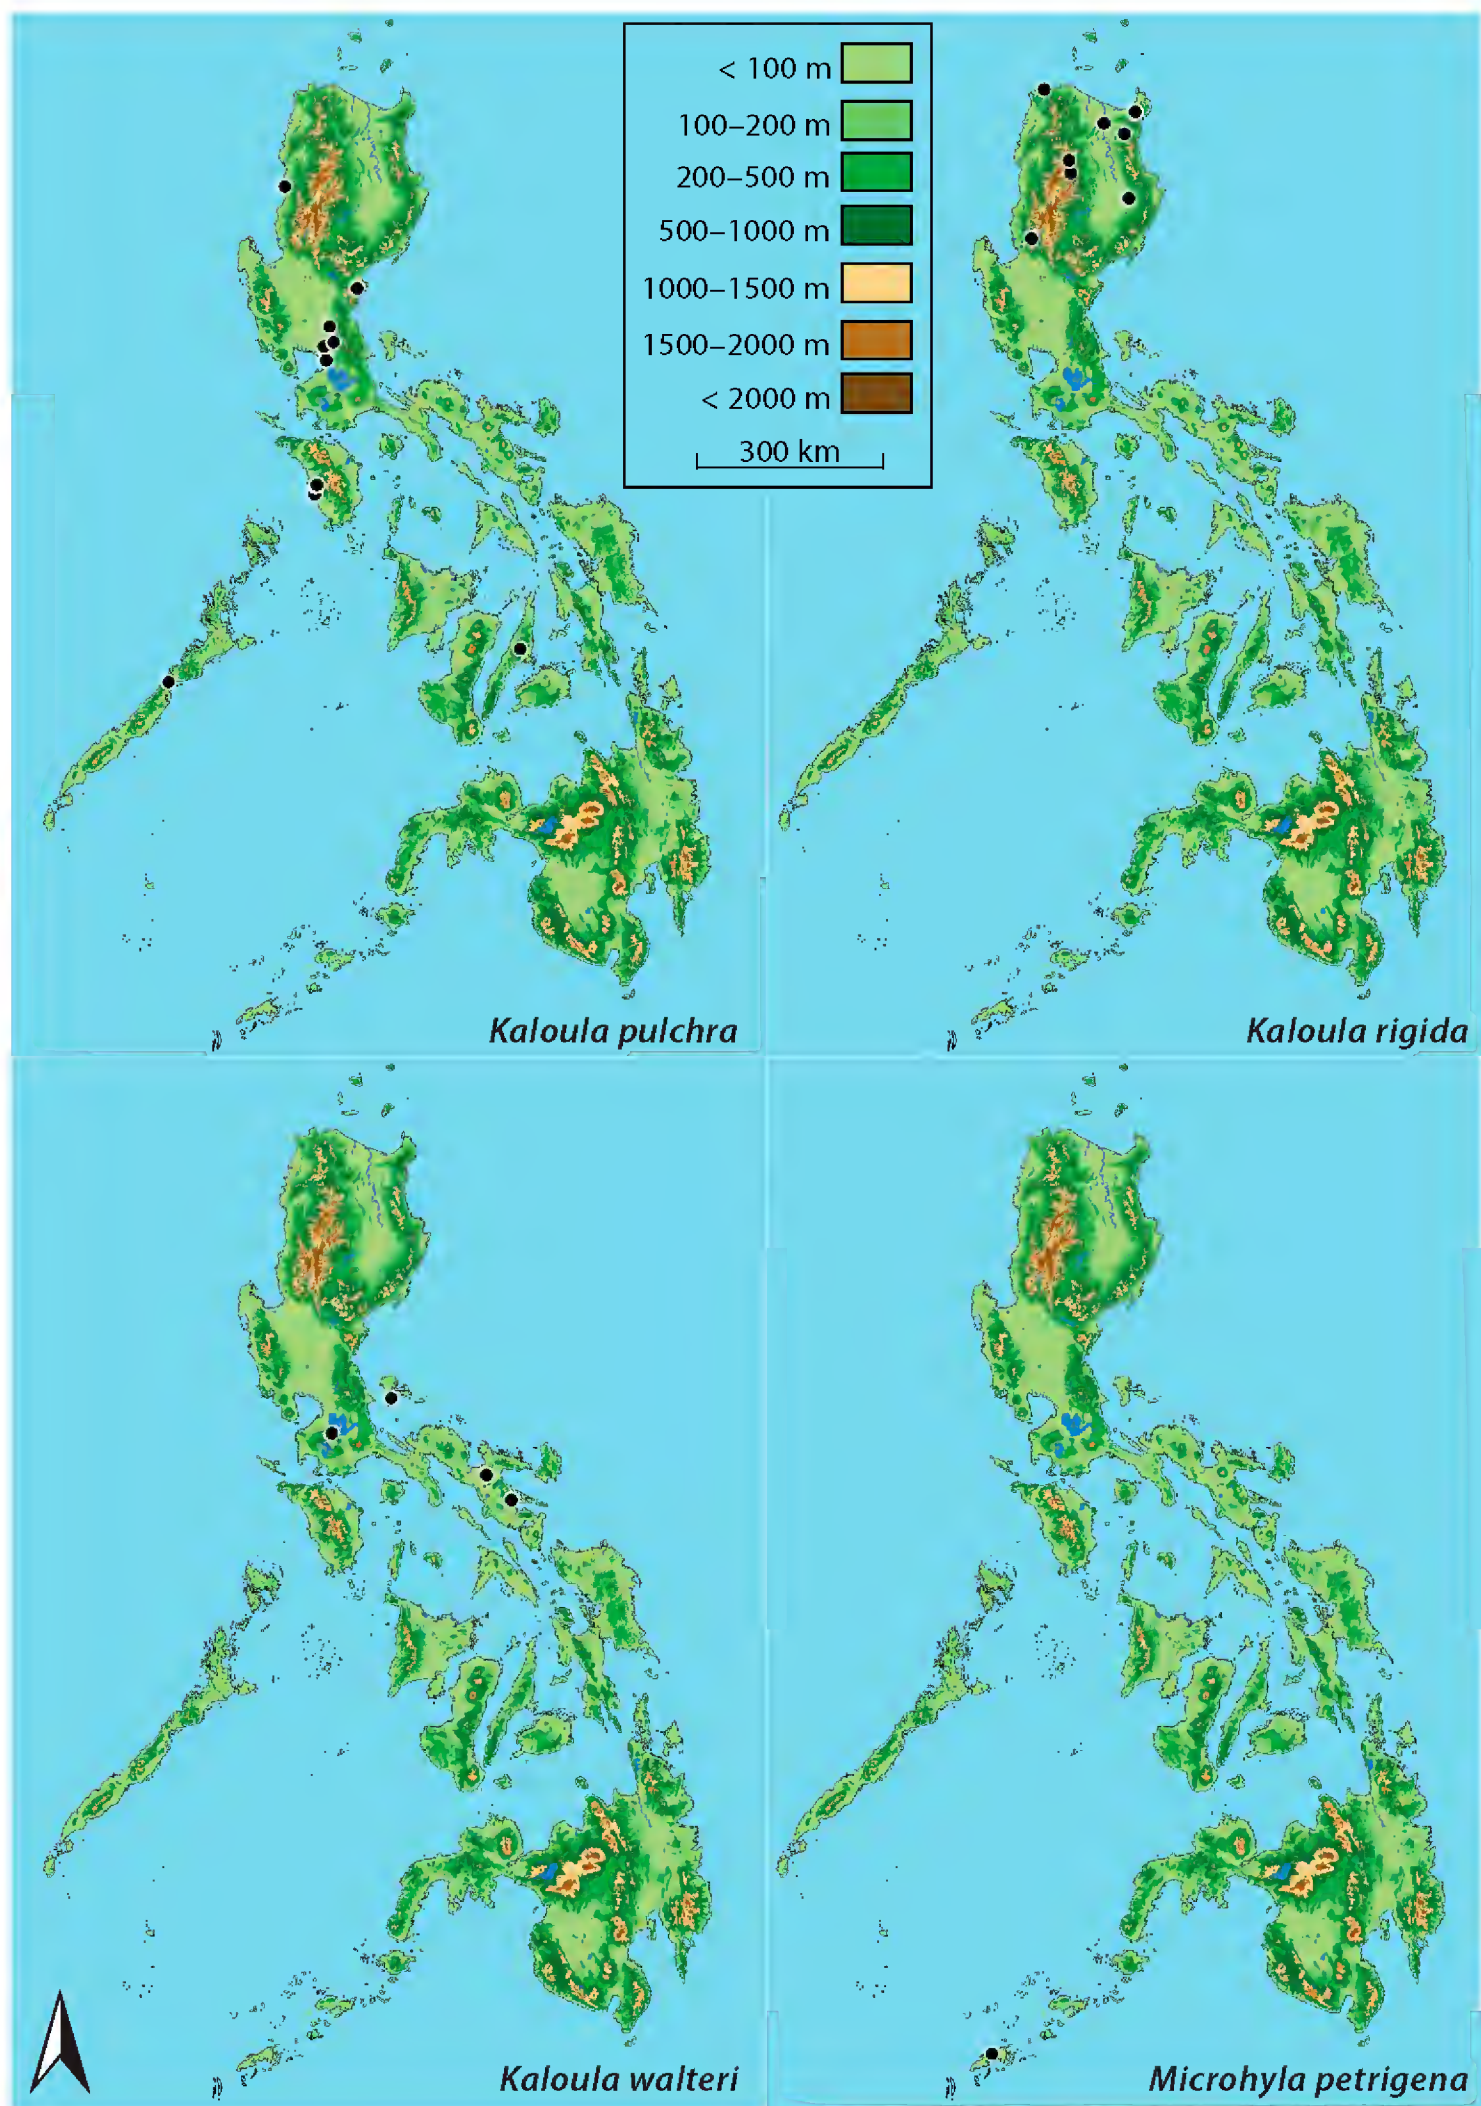 < 100 m
100–200 m
200–500 m
500–1000 m
1000–1500 m
1500–2000 m
< 2000 m
300 km
Kaloula pulchra
Kaloula rigida
Kaloula walteri
Microhyla petrigena